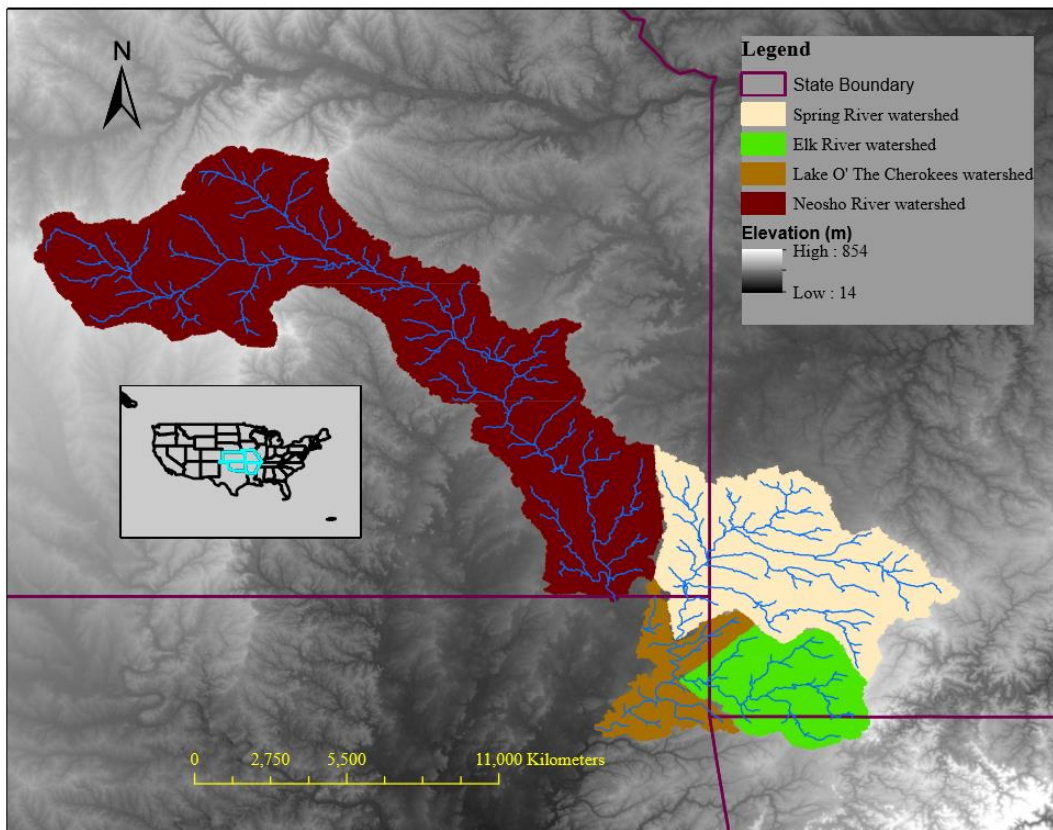 N
Legend
State Boundary
Spring River watershed
Elk River watershed
Lake O' The Cherokees watershed
Neosho River watershed
Elevation (m)
High : 854
Low : 14
0 2,750 5,500 11,000 Kilometers